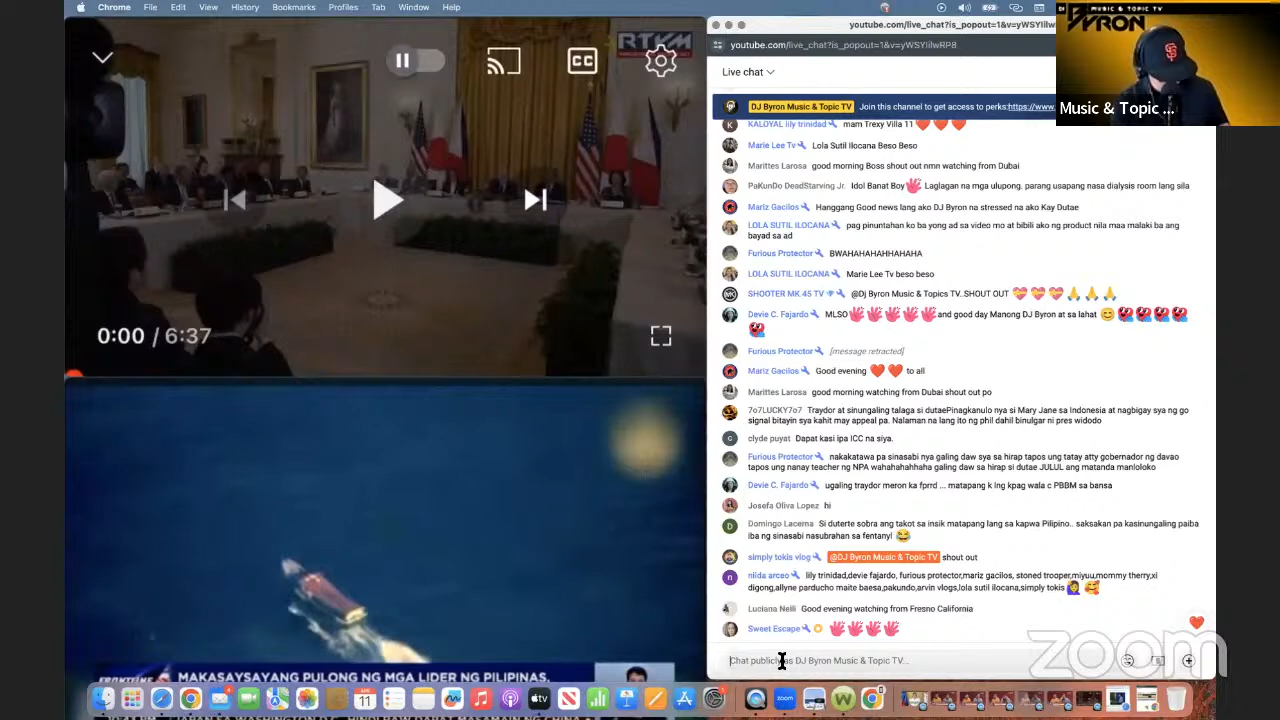 Chrome File Edit View History Bookmarks Profiles Tab Window Help
RTVM
CC
0:00 / 6:37
FRONTLINE
MAKASAYSAYANG PULONG NG MGA LIDER NG PILIPINAS,
youtube.com/live_chat?is_popout=1&v=yWSYIilwRP8
Live chat
DJ Byron Music & Topic TV Join this channel to get access to perks:https://www.
KALOYAL lily trinidad mam Trexy Villa 11 ❤️❤️❤️
Marie Lee Tv Lola Sutil Ilocana Beso Beso
Marittes Larosa good morning Boss shout out nmn watching from Dubai
PaKunDo DeadStarving Jr. Idol Banat Boy Laglagan na mga ulupong. parang usapang nasa dialysis room lang sila
Mariz Gacilos Hanggang Good news lang ako DJ Byron na stressed na ako Kay Dutae
LOLA SUTIL ILOCANA pag pinuntahan ko ba yong ad sa video mo at bibili ako ng product nila maa malaki ba ang
bayad sa ad
Furious Protector BWAHAHAHAHHAHAHA
LOLA SUTIL ILOCANA Marie Lee Tv beso beso
SHOOTER MK.45 TV @Dj Byron Music & Topics TV..SHOUT OUT 💝💝💝🙏🙏🙏
Devie C. Fajardo MLSO and good day Manong DJ Byron at sa lahat 😊
Furious Protector [message retracted]
Mariz Gacilos Good evening ❤️❤️ to all
Marittes Larosa good morning watching from Dubai shout out po
7o7LUCKY7o7 Traydor at sinungaling talaga si dutaePinagkanulo nya si Mary Jane sa Indonesia at nagbigay sya ng go
signal bitayin sya kahit may appeal pa. Nalaman na lang ito ng phil dahil binulgar ni pres widodo
clyde puyat Dapat kasi ipa ICC na siya.
Furious Protector nakakatawa pa sinasabi nya galing daw sya sa hirap tapos ung tatay atty gobernador ng davao
tapos ung nanay teacher ng NPA wahahahhahha galing daw sa hirap si dutae JULUL ang matanda manloloko
Devie C. Fajardo ugaling traydor meron ka fprrd ... matapang k ing kpag wala c PBBM sa bansa
Josefa Oliva Lopez hi
Domingo Lacerna Si duterte sobra ang takot sa insik matapang lang sa kapwa Pilipino.. saksakan pa kasinungaling paiba
iba ng sinasabi nasubrahan sa fentanyl 😂
simply tokis vlog @DJ Byron Music & Topic TV shout out
nilda arceo lily trinidad,devie fajardo, furious protector,mariz gacilos, stoned trooper,miyuu,mommy therry,xi
digong,allyne parducho maite baesa,pakundo,arvin vlogs,lola sutil ilocana,simply tokis
Luciana Nelli Good evening watching from Fresno California
Sweet Escape
Chat publicly as DJ Byron Music & Topic TV...
MUSIC & TOPIC TV
BYRON
Music & Topic ...
zoom